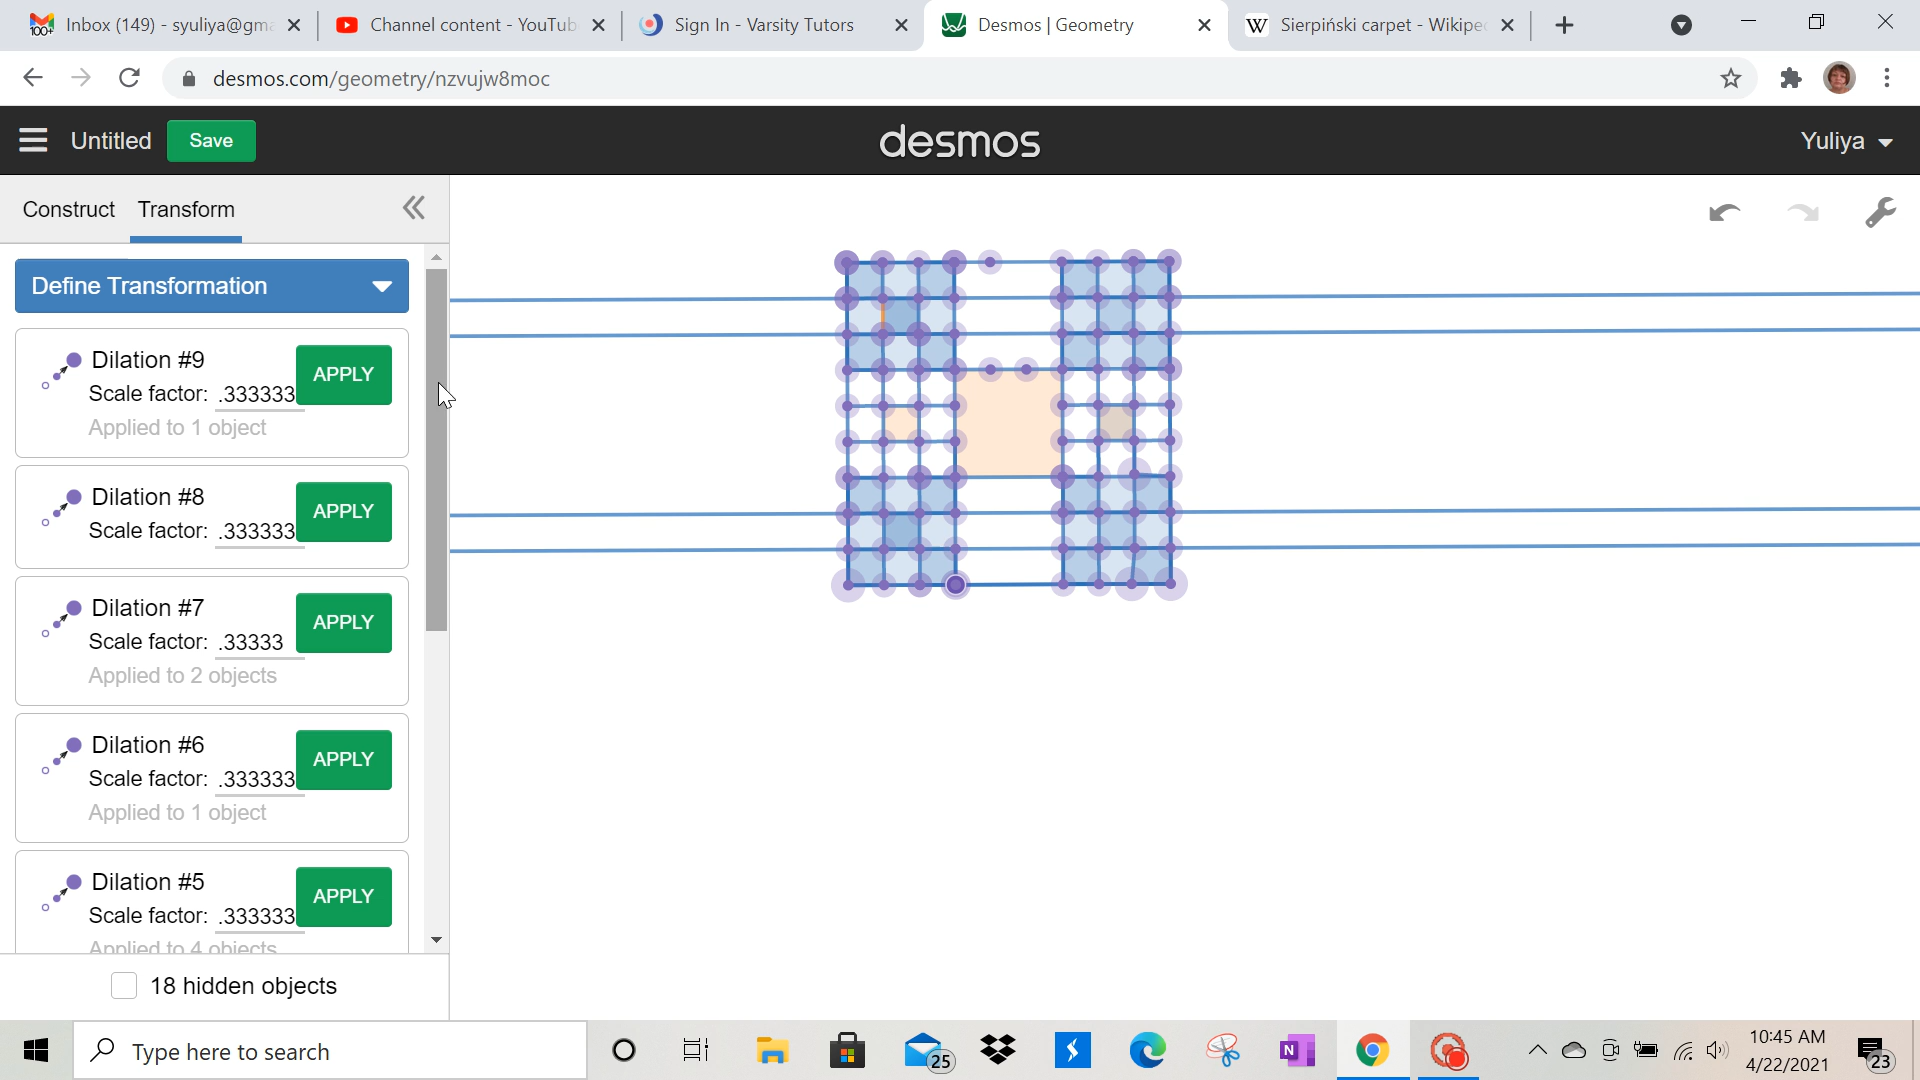 Inbox (149) - syuliya@gma
Channel content - YouTub
Sign In - Varsity Tutors
Desmos | Geometry
W Sierpiński carpet - Wikipe
desmos.com/geometry/nzvujw8moc
Untitled
Save
desmos
Yuliya
Construct
Transform
Define Transformation
Dilation #9
Scale factor: .333333
Applied to 1 object
APPLY
Dilation #8
Scale factor: .333333
APPLY
Dilation #7
Scale factor: .33333
Applied to 2 objects
APPLY
Dilation #6
Scale factor: .333333
Applied to 1 object
APPLY
Dilation #5
Scale factor: .333333
Applied to 4 objects
APPLY
18 hidden objects
Type here to search
25
N
10:45 AM
4/22/2021
23